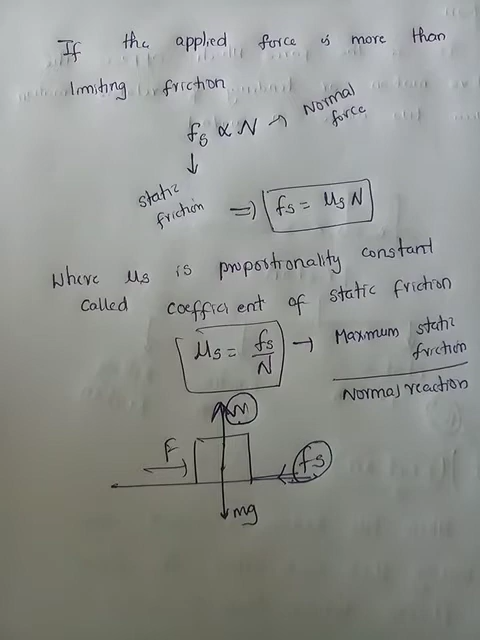 If the applied force is more than
limiting friction
fs ∝ N → Normal force
↓
static friction ⇒ fs = μs N
Where μs is proportionality constant
called coefficient of static friction
μs = fs/N → Maximum static friction / Normal reaction
N
F
fs
mg